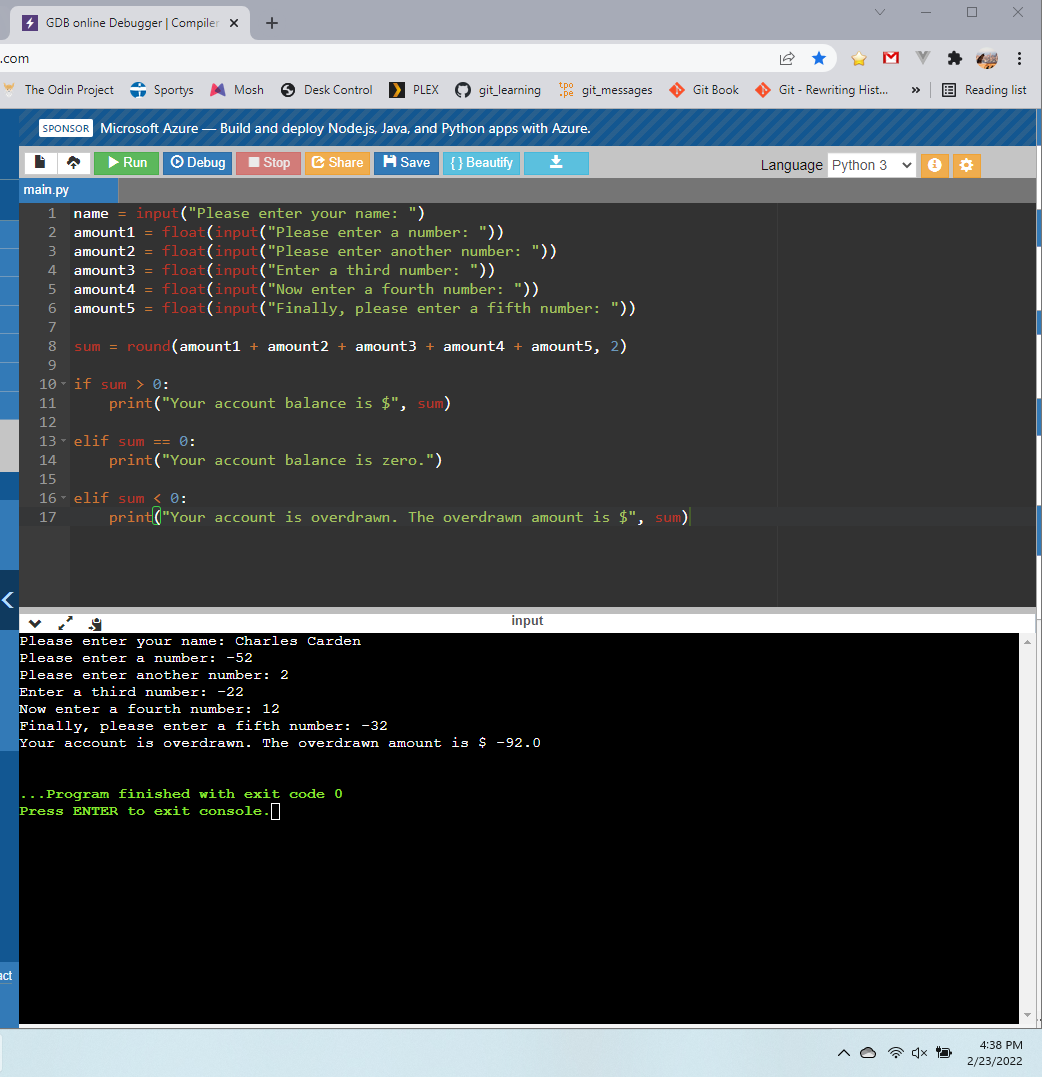 GDB online Debugger | Compiler
.com
The Odin Project Sportys Mosh Desk Control PLEX git_learning git_messages Git Book Git - Rewriting Hist... » Reading list
SPONSOR Microsoft Azure — Build and deploy Node.js, Java, and Python apps with Azure.
Run Debug Stop Share Save { } Beautify Language Python 3
main.py
1 name = input("Please enter your name: ")
2 amount1 = float(input("Please enter a number: "))
3 amount2 = float(input("Please enter another number: "))
4 amount3 = float(input("Enter a third number: "))
5 amount4 = float(input("Now enter a fourth number: "))
6 amount5 = float(input("Finally, please enter a fifth number: "))
7
8 sum = round(amount1 + amount2 + amount3 + amount4 + amount5, 2)
9
10 if sum > 0:
11     print("Your account balance is $", sum)
12
13 elif sum == 0:
14     print("Your account balance is zero.")
15
16 elif sum < 0:
17     print("Your account is overdrawn. The overdrawn amount is $", sum)
input
Please enter your name: Charles Carden
Please enter a number: -52
Please enter another number: 2
Enter a third number: -22
Now enter a fourth number: 12
Finally, please enter a fifth number: -32
Your account is overdrawn. The overdrawn amount is $ -92.0
...Program finished with exit code 0
Press ENTER to exit console.
act
4:38 PM
2/23/2022